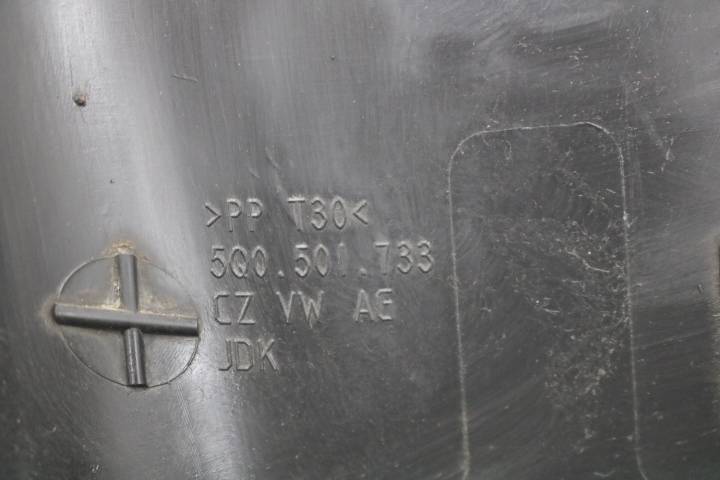 >PP T30<
5Q0.501.733
CZ VW AE
JDK